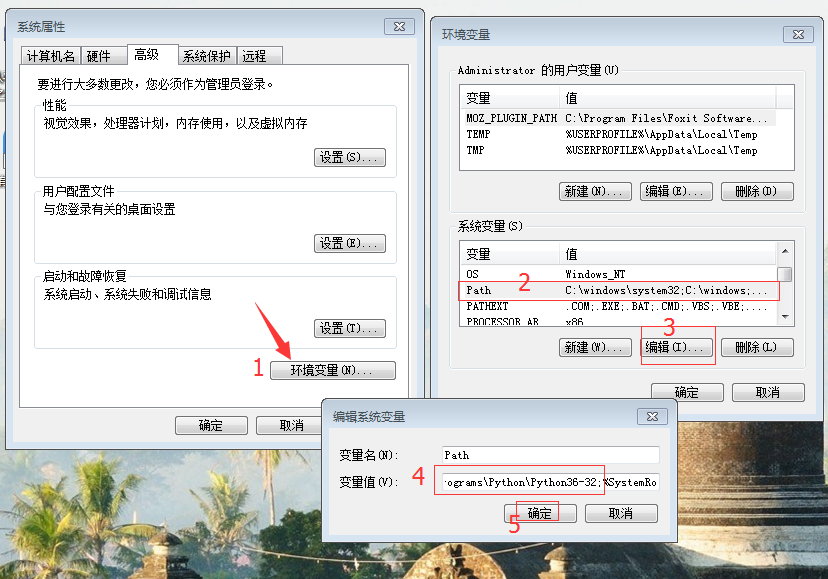 系统属性
计算机名
硬件
高级
系统保护
远程
要进行大多数更改，您必须作为管理员登录。
性能
视觉效果，处理器计划，内存使用，以及虚拟内存
设置(S)...
用户配置文件
与您登录有关的桌面设置
设置(E)...
启动和故障恢复
系统启动、系统失败和调试信息
设置(T)...
1
环境变量(N)...
确定
取消
环境变量
Administrator 的用户变量(U)
变量 值
MOZ_PLUGIN_PATH C:\Program Files\Foxit Software...
TEMP %USERPROFILE%\AppData\Local\Temp
TMP %USERPROFILE%\AppData\Local\Temp
新建(N)...
编辑(E)...
删除(D)
系统变量(S)
变量 值
OS Windows_NT
2
Path C:\windows\system32;C:\windows;...
PATHEXT .COM;.EXE;.BAT;.CMD;.VBS;.VBE;....
PROCESSOR_AR... x86
3
新建(W)...
编辑(I)...
删除(L)
确定
取消
编辑系统变量
变量名(N):
Path
变量值(V):
4
rograms\Python\Python36-32;%SystemRo
5
确定
取消